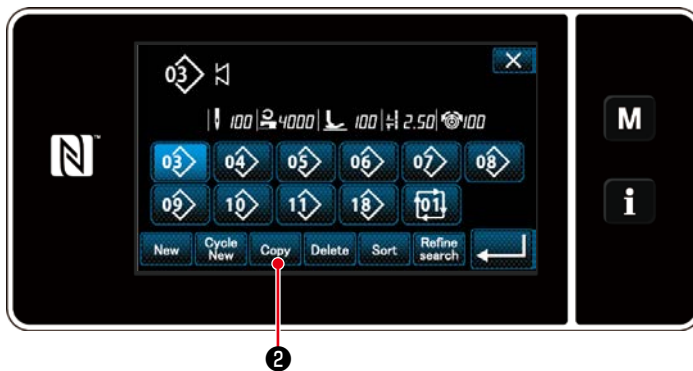 03
100 4000 100 2.50 100
M
03 04 05 06 07 08
i
09 10 11 18 01
New Cycle New Copy Delete Sort Refine search
❷